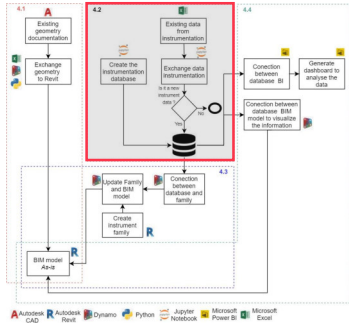 4.1
Existing
geometry
documentation
Exchange
geometry
to Revit
4.2
Existing data
from
instrumentation
Create the
instrumentation
database
Exchange data
instrumentation
Is it a new
instrument
data ?
No
Yes
4.4
Conection
between
database BI
Generate
dashboard to
analyse the
data
Conection between
database BIM
model to visualize
the information
4.3
Update Family
and BIM
model
Conection
between
database and
family
Create
instrument
family
BIM model
As-is
Autodesk
CAD
Autodesk
Revit
Dynamo
Python
Jupyter
Notebook
Microsoft
Power BI
Microsoft
Excel